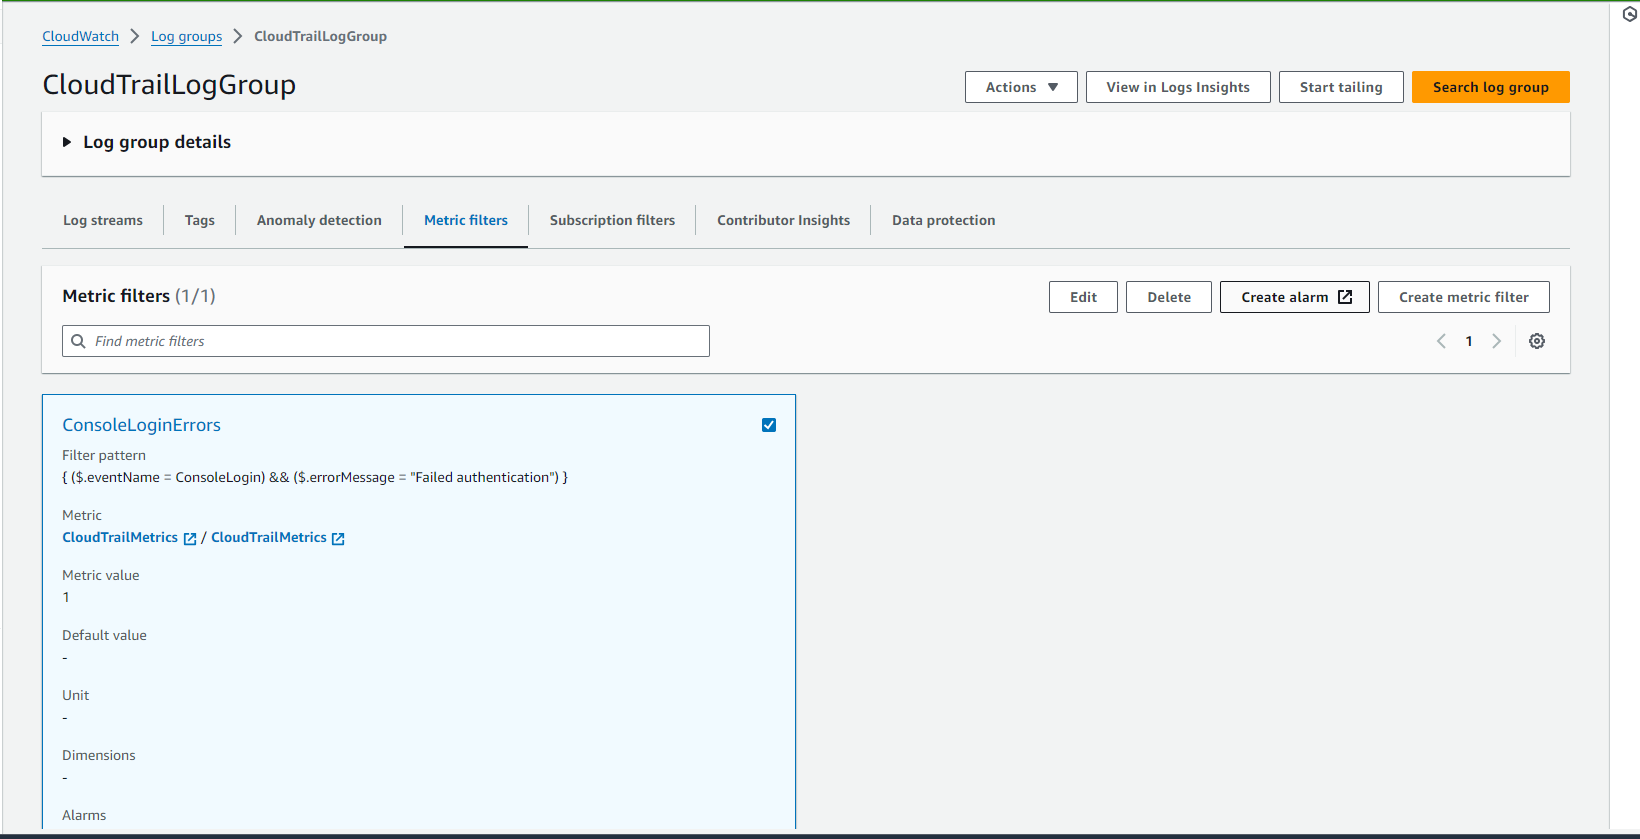 CloudWatch > Log groups > CloudTrailLogGroup
CloudTrailLogGroup
Actions View in Logs Insights Start tailing Search log group
Log group details
Log streams Tags Anomaly detection Metric filters Subscription filters Contributor Insights Data protection
Metric filters (1/1)
Edit Delete Create alarm Create metric filter
Find metric filters
1
ConsoleLoginErrors
Filter pattern
{ ($.eventName = ConsoleLogin) && ($.errorMessage = "Failed authentication") }
Metric
CloudTrailMetrics / CloudTrailMetrics
Metric value
1
Default value
-
Unit
-
Dimensions
-
Alarms